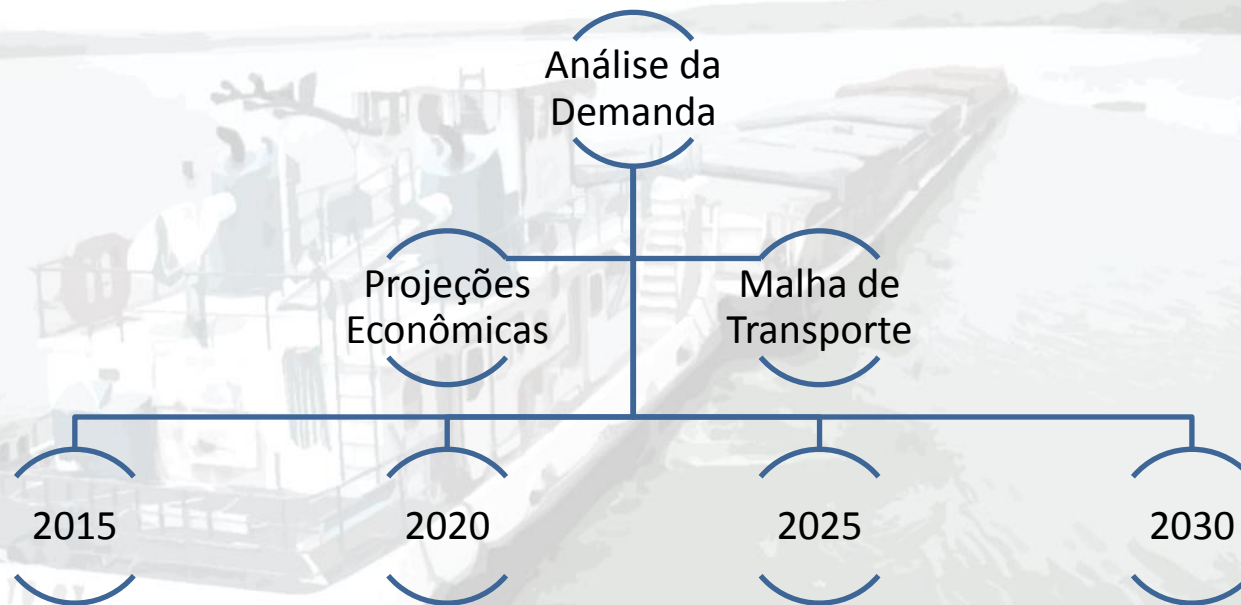 Análise da
Demanda
Projeções
Econômicas
Malha de
Transporte
2015
2020
2025
2030